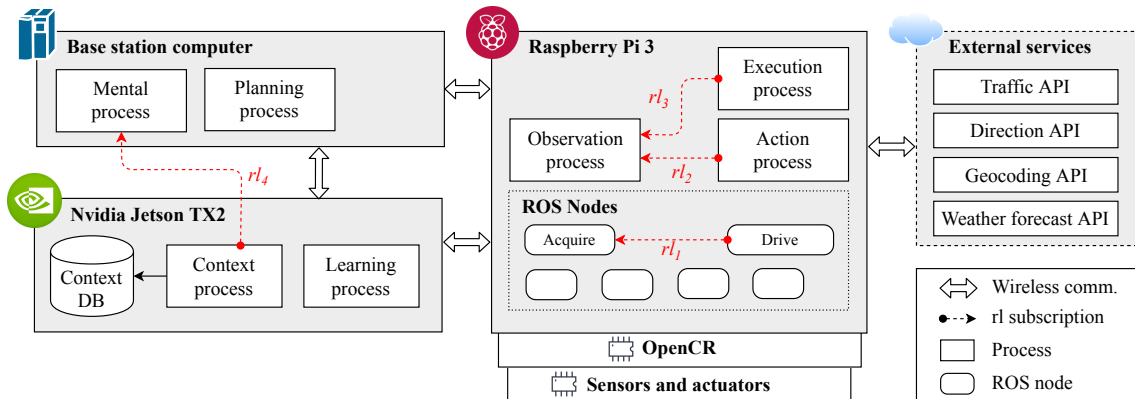 Base station computer
Mental
process
Planning
process
rl4
Nvidia Jetson TX2
Context
DB
Context
process
Learning
process
Raspberry Pi 3
Execution
process
rl3
Observation
process
Action
process
rl2
ROS Nodes
Acquire
rl1
Drive
OpenCR
Sensors and actuators
External services
Traffic API
Direction API
Geocoding API
Weather forecast API
Wireless comm.
rl subscription
Process
ROS node